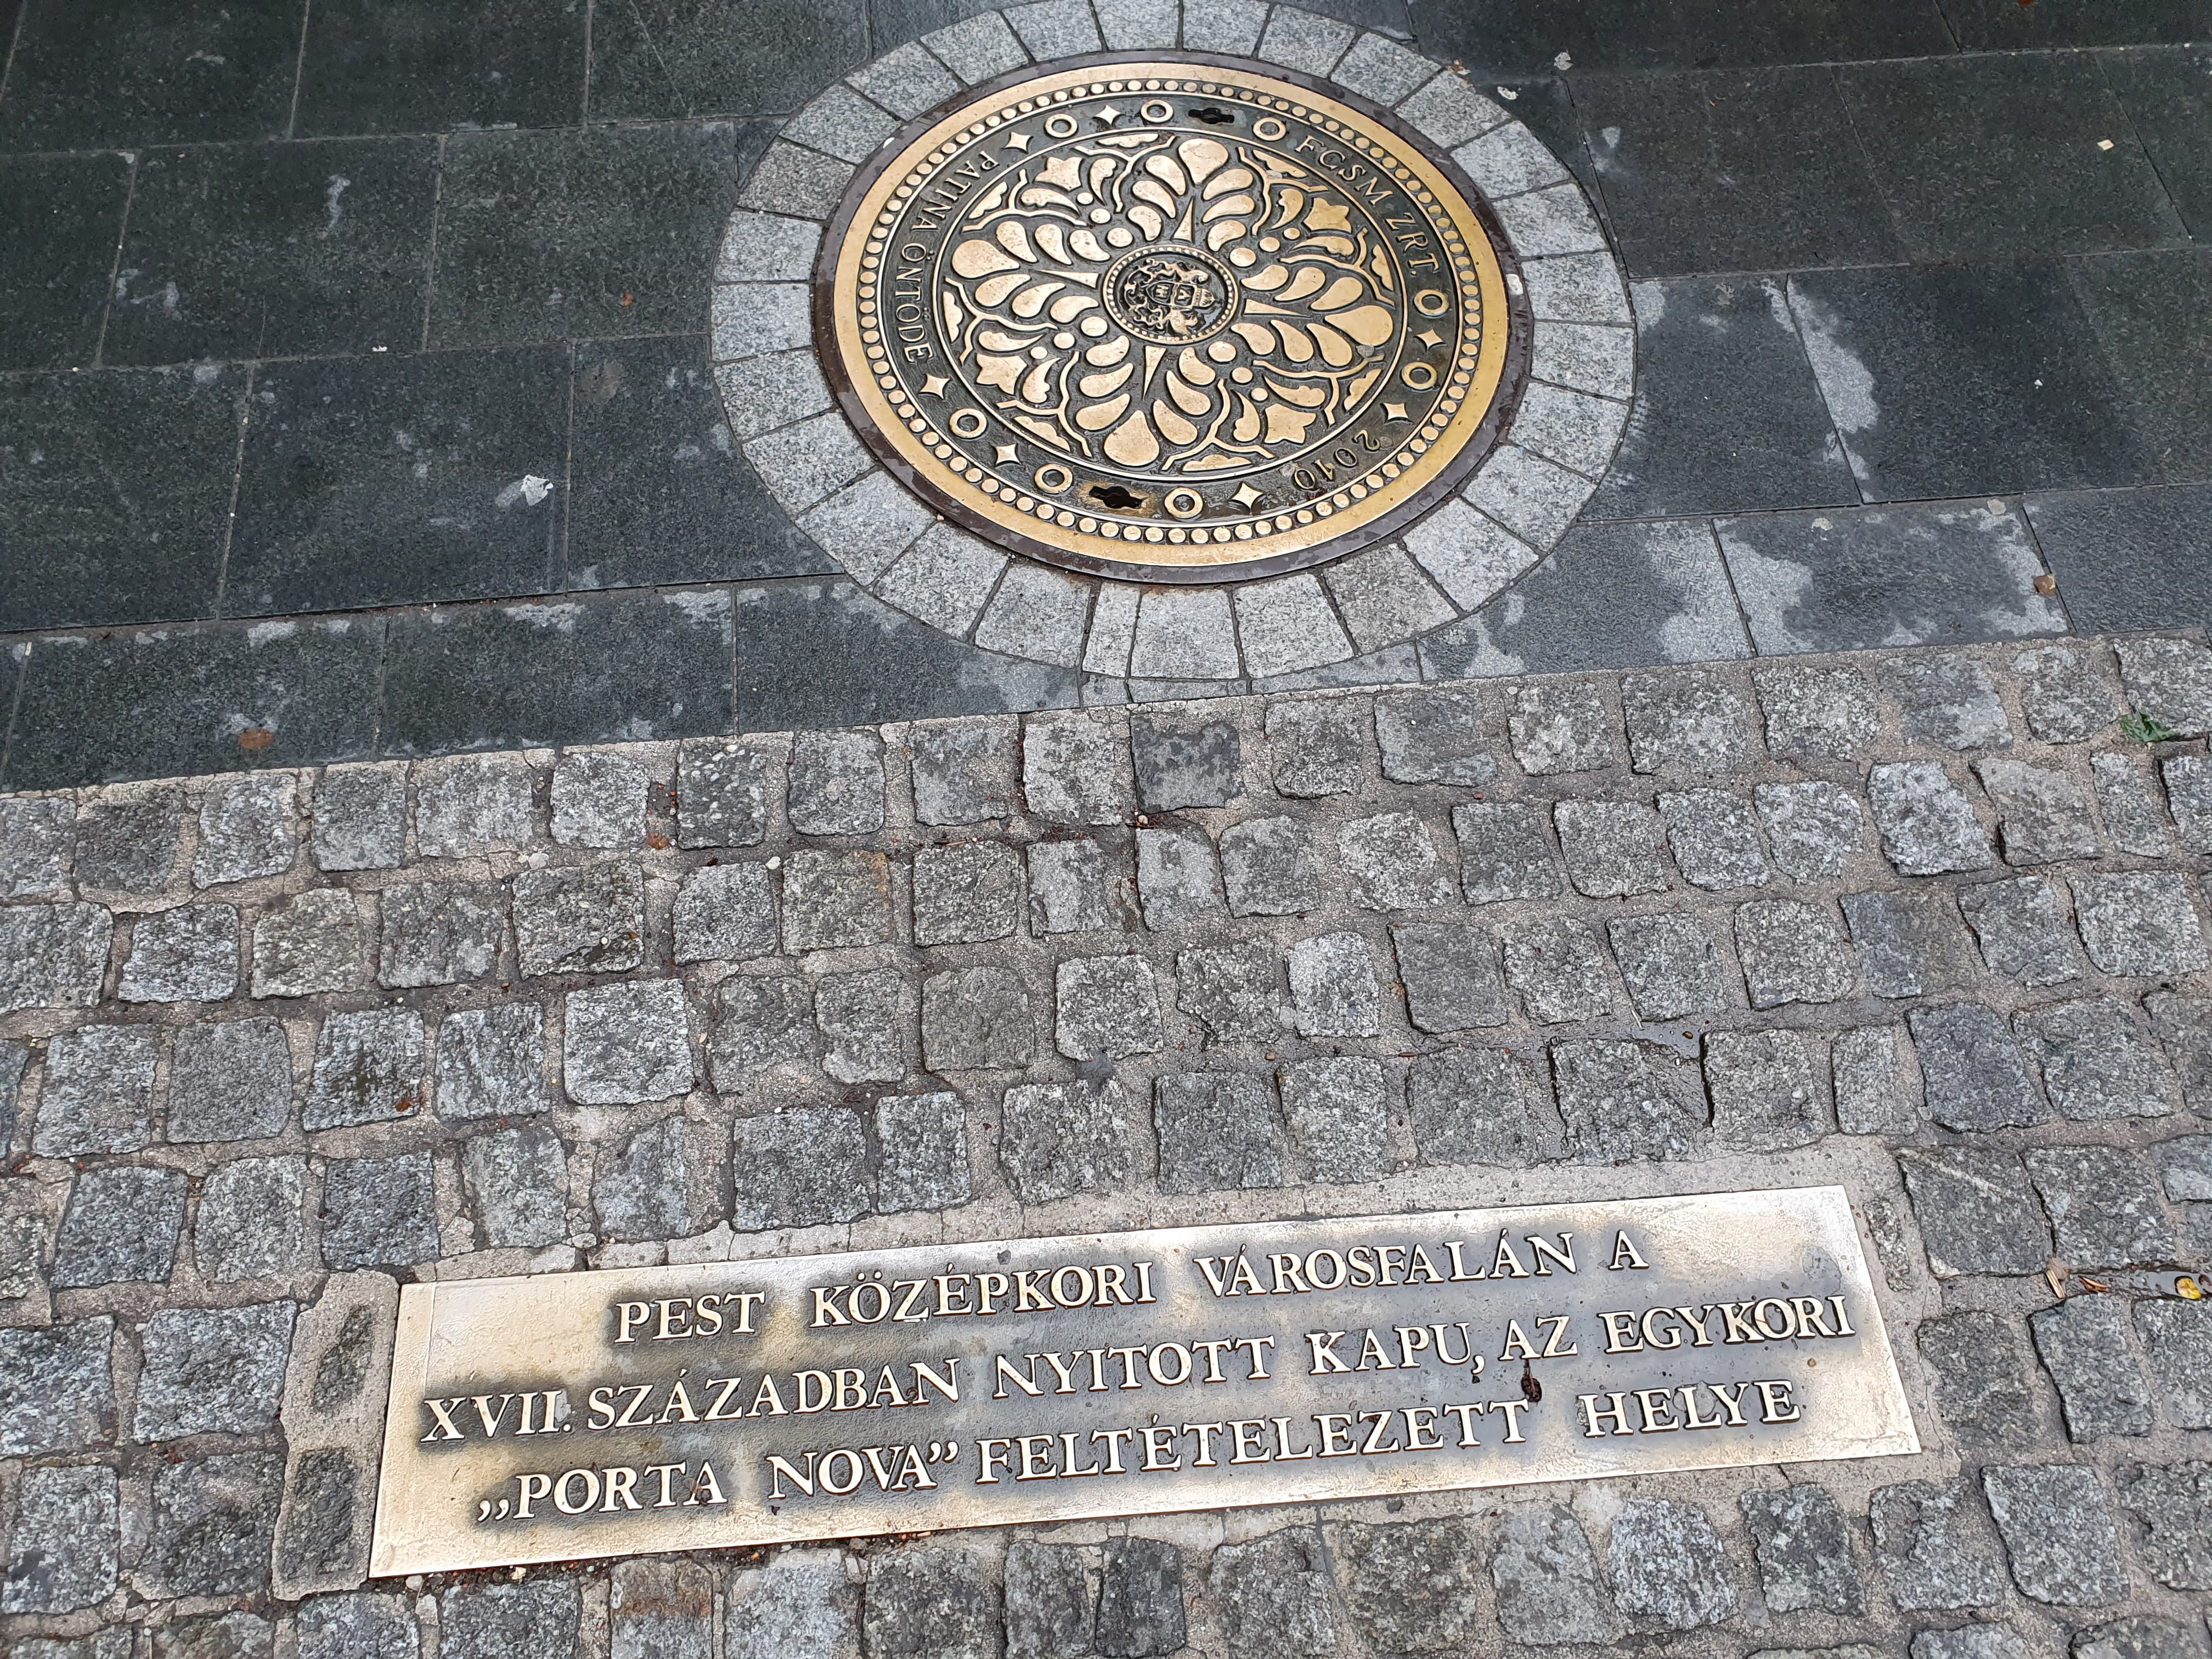 PATINA ÖNTÖDE
FCSM ZRT.
2010
PEST KÖZÉPKORI VÁROSFALÁN A
XVII. SZÁZADBAN NYITOTT KAPU, AZ EGYKORI
„PORTA NOVA” FELTÉTELEZETT HELYE